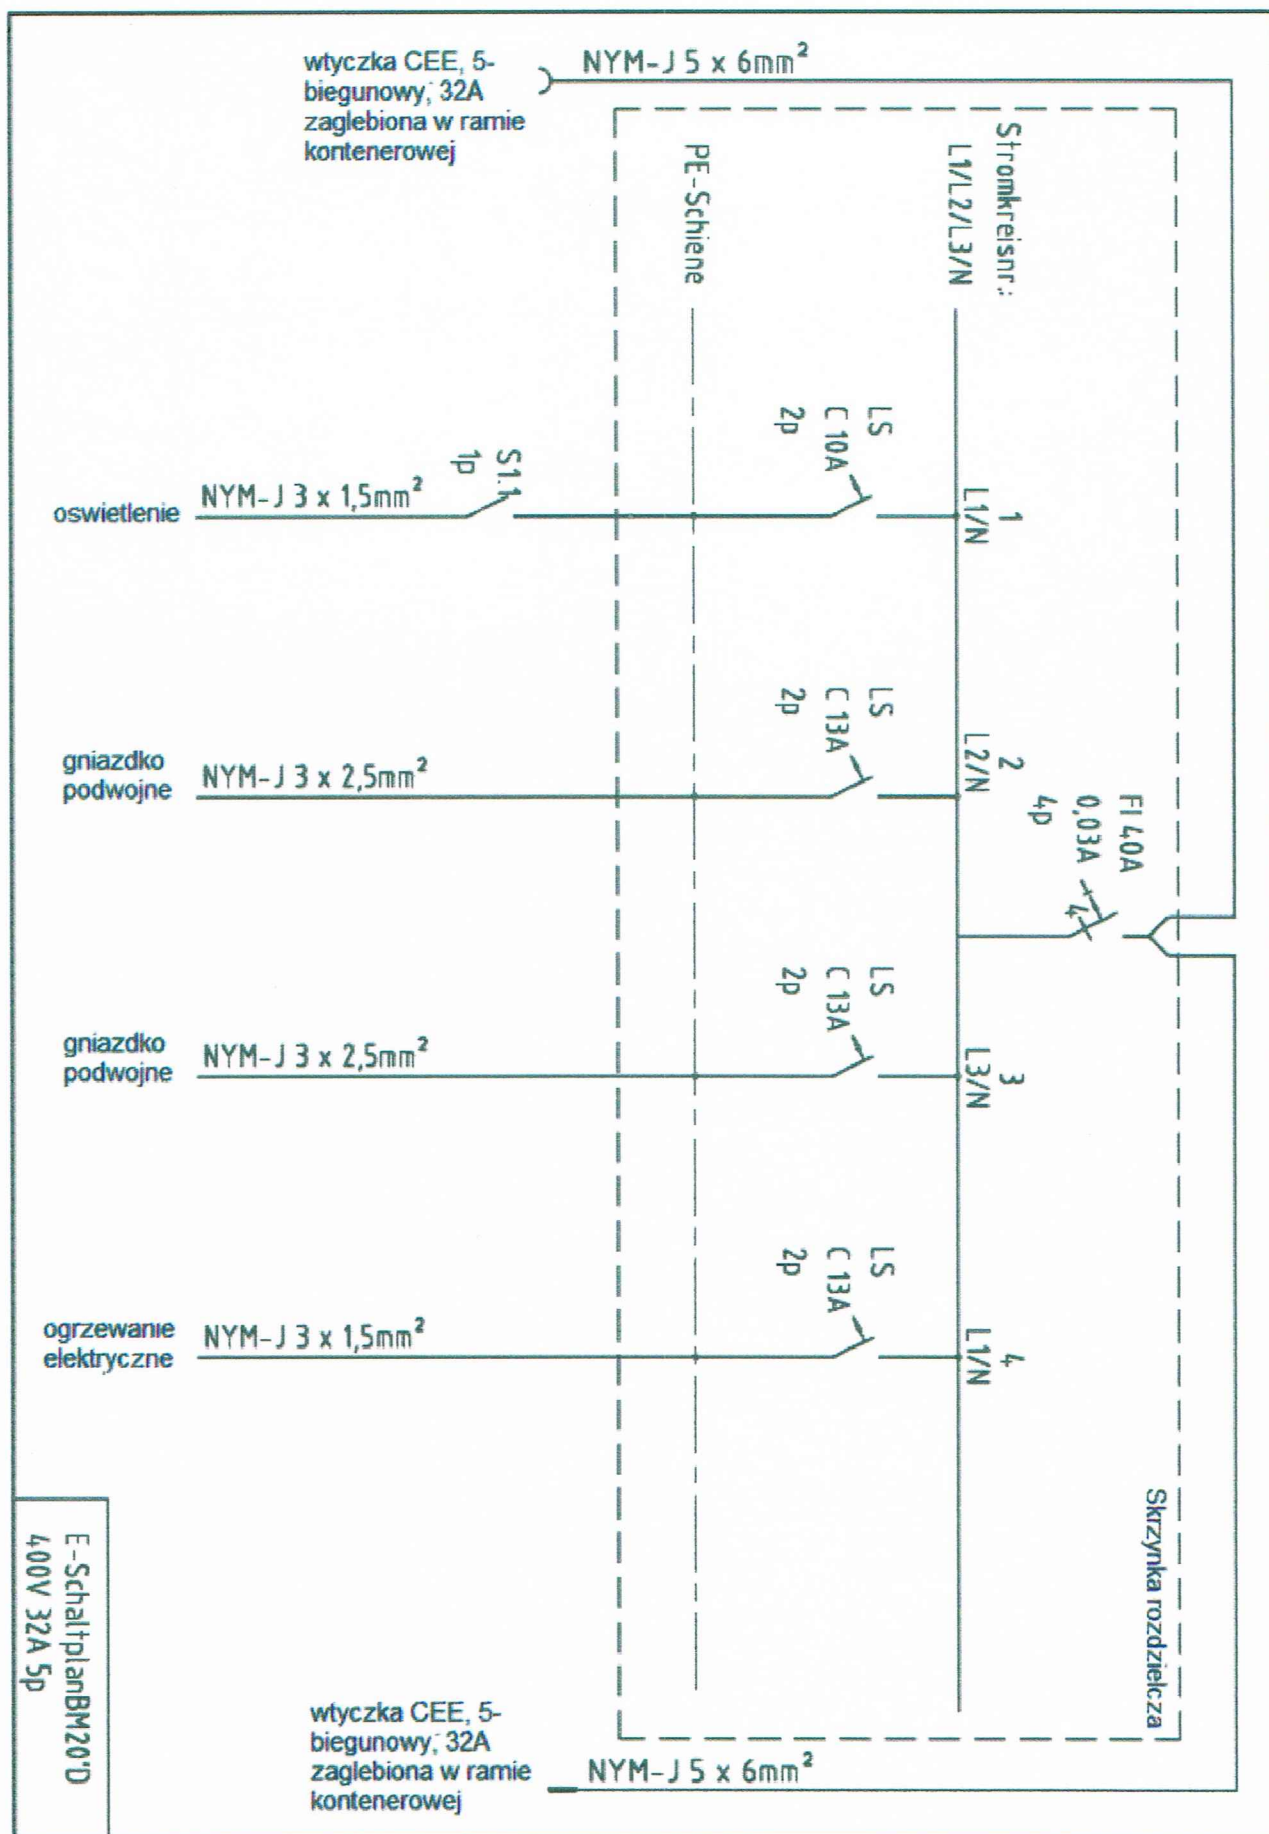 wtyczka CEE, 5-
biegunowy, 32A
zaglebiona w ramie
kontenerowej
NYM-J 5 x 6mm²
Stromkreisnr.:
L1/L2/L3/N
PE-Schiene
LS
C 10A
2p
1
L1/N
S1.1
1p
NYM-J 3 x 1,5mm²
oswietlenie
LS
C 13A
2p
2
L2/N
gniazdko
podwojne
NYM-J 3 x 2,5mm²
FI 40A
0,03A
4p
4
LS
C 13A
2p
3
L3/N
gniazdko
podwojne
NYM-J 3 x 2,5mm²
LS
C 13A
2p
4
L1/N
ogrzewanie
elektryczne
NYM-J 3 x 1,5mm²
Skrzynka rozdzielcza
E-SchaltplanBM20'D
400V 32A 5p
wtyczka CEE, 5-
biegunowy, 32A
zaglebiona w ramie
kontenerowej
NYM-J 5 x 6mm²